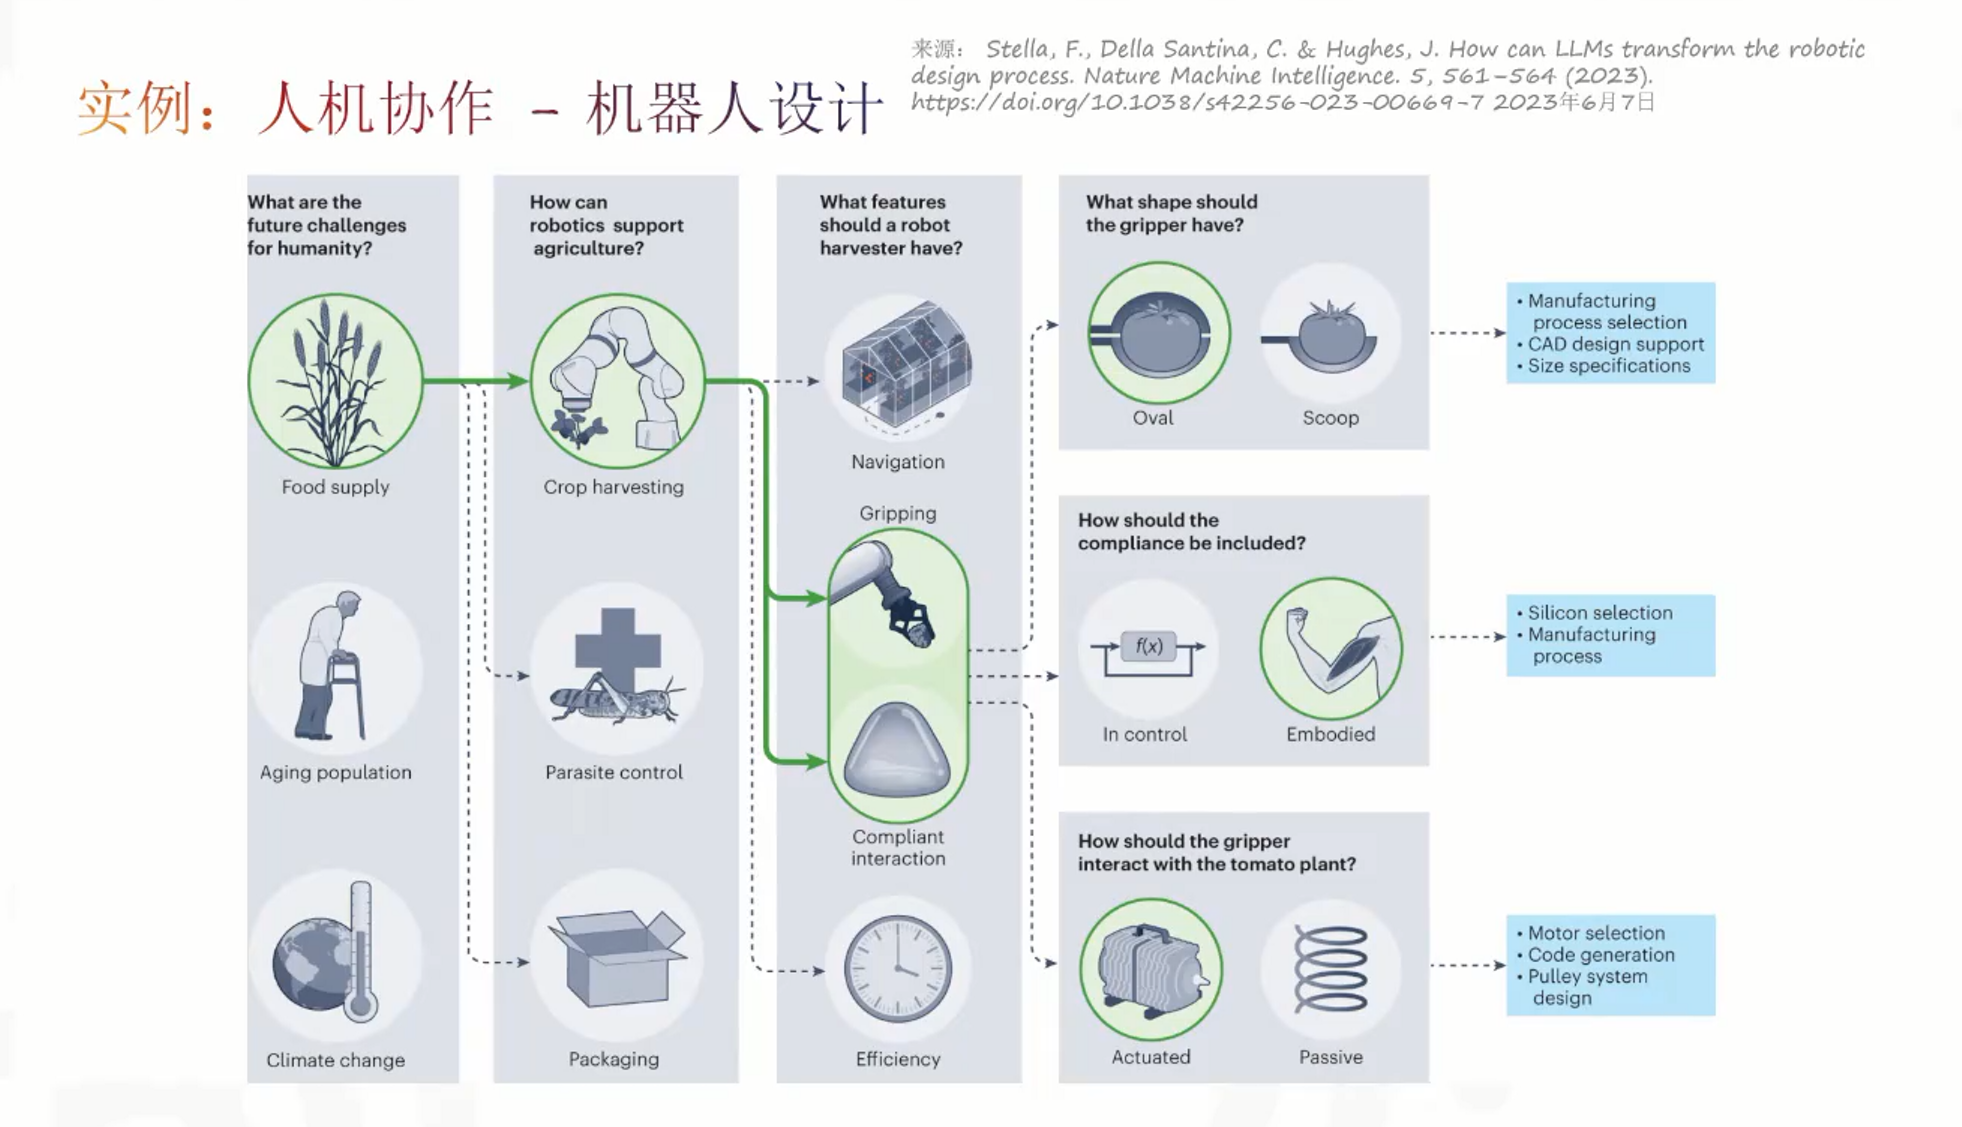 实例：人机协作 – 机器人设计
来源： Stella, F., Della Santina, C. & Hughes, J. How can LLMs transform the robotic
design process. Nature Machine Intelligence. 5, 561–564 (2023).
https://doi.org/10.1038/s42256-023-00669-7 2023年6月7日
What are the
future challenges
for humanity?
Food supply
Aging population
Climate change
How can
robotics support
agriculture?
Crop harvesting
Parasite control
Packaging
What features
should a robot
harvester have?
Navigation
Gripping
Compliant
interaction
Efficiency
What shape should
the gripper have?
Oval
Scoop
• Manufacturing
process selection
• CAD design support
• Size specifications
How should the
compliance be included?
f(x)
In control
Embodied
• Silicon selection
• Manufacturing
process
How should the gripper
interact with the tomato plant?
Actuated
Passive
• Motor selection
• Code generation
• Pulley system
design